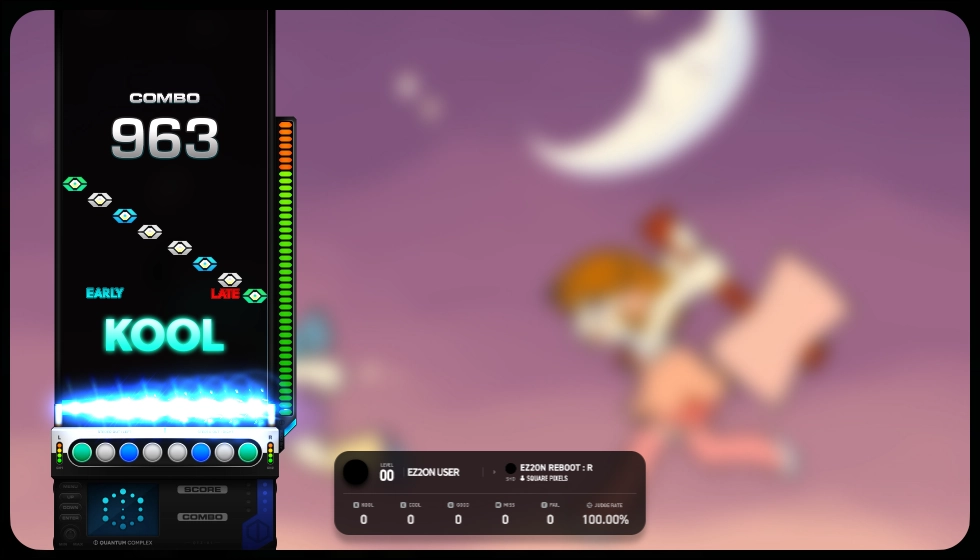 COMBO
963
EARLY LATE
KOOL
L R
SCORE
COMBO
QUANTUM COMPLEX
LEVEL
00 EZ2ON USER
EZ2ON REBOOT : R
SQUARE PIXELS
KOOL COOL GOOD MISS FAIL JUDGE RATE
0 0 0 0 0 100.00%